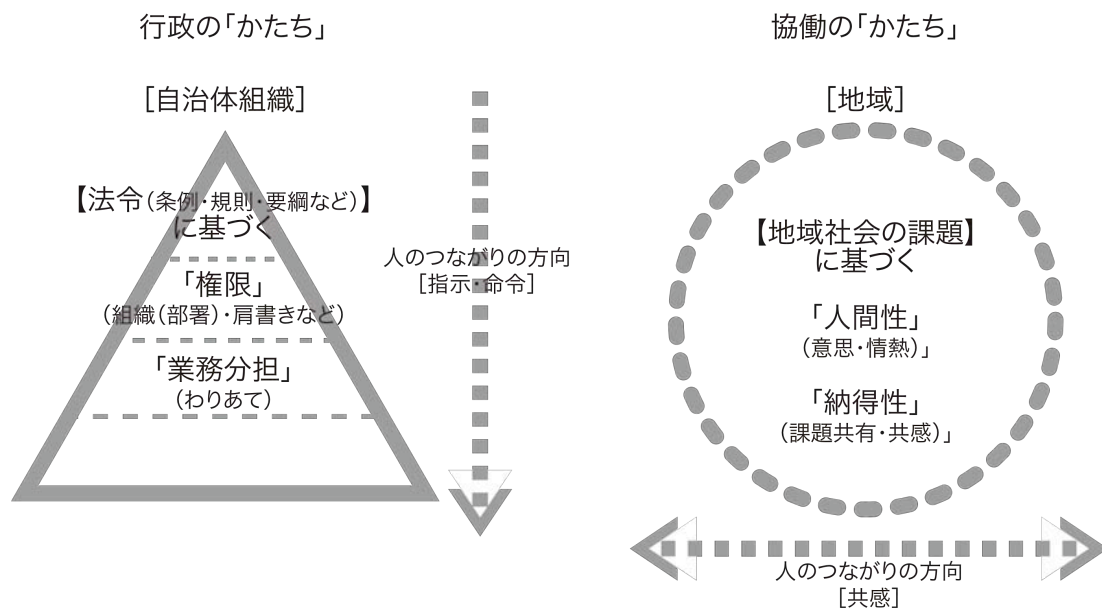 行政の「かたち」
[自治体組織]
【法令(条例・規則・要綱など)】
に基づく
「権限」
(組織(部署)・肩書きなど)
「業務分担」
(わりあて)
人のつながりの方向
[指示・命令]
協働の「かたち」
[地域]
【地域社会の課題】
に基づく
「人間性」
(意思・情熱)」
「納得性」
(課題共有・共感)」
人のつながりの方向
[共感]